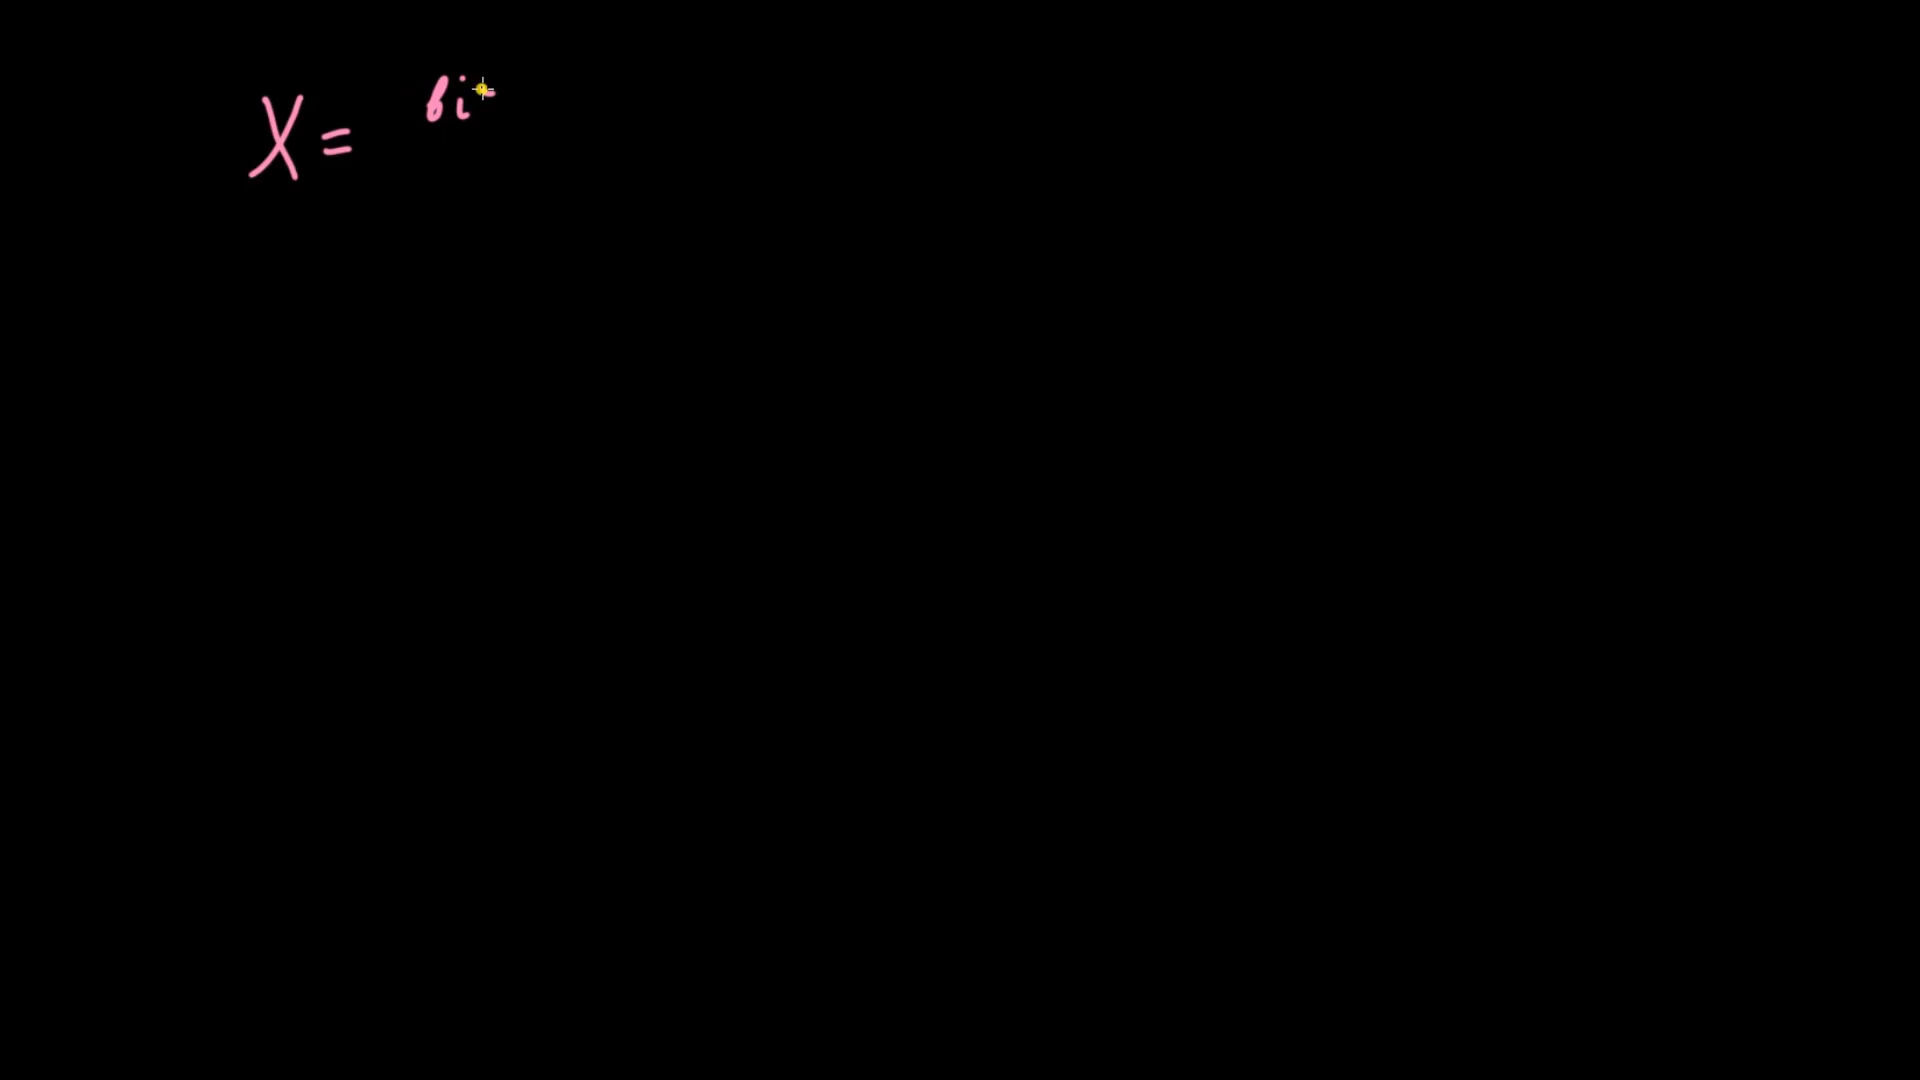 X = bi